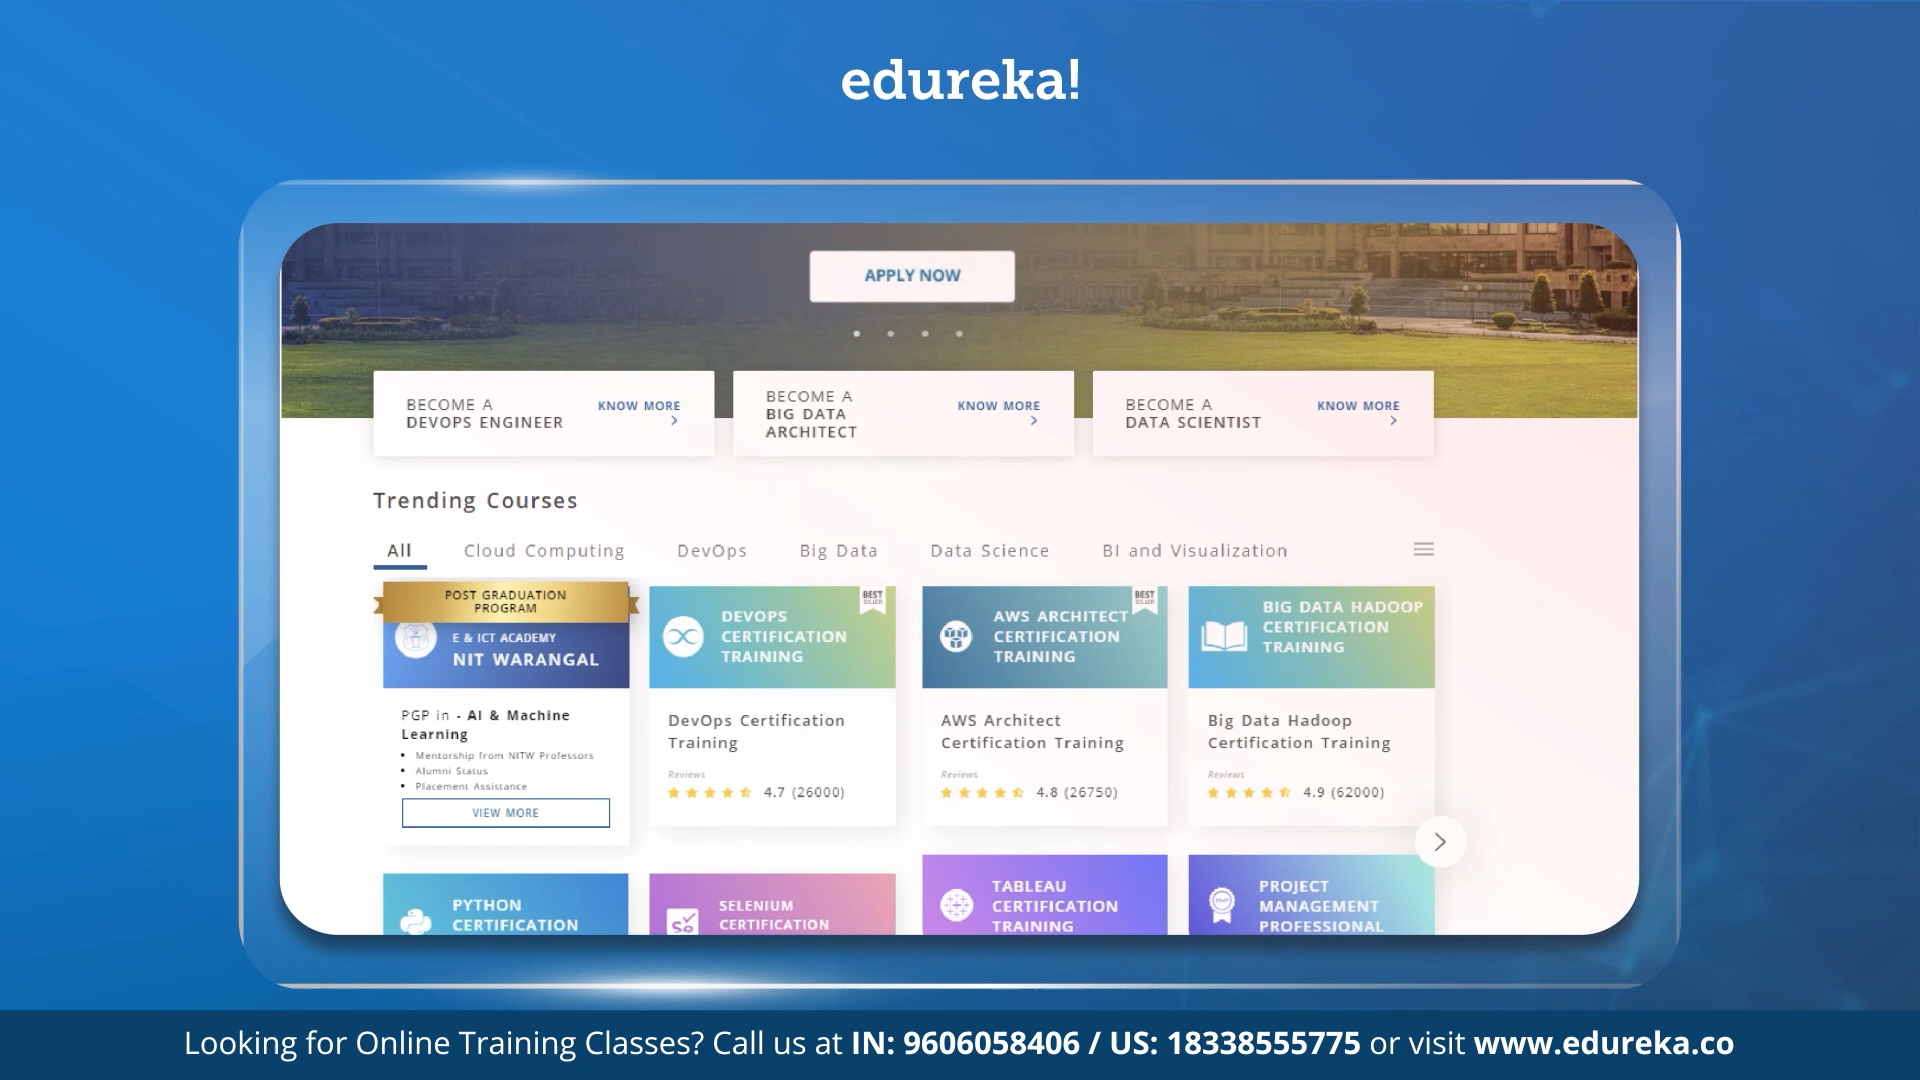 edureka!
APPLY NOW
BECOME A
DEVOPS ENGINEER
KNOW MORE
BECOME A
BIG DATA
ARCHITECT
KNOW MORE
BECOME A
DATA SCIENTIST
KNOW MORE
Trending Courses
All Cloud Computing DevOps Big Data Data Science BI and Visualization
POST GRADUATION
PROGRAM
E & ICT ACADEMY
NIT WARANGAL
PGP in - AI & Machine
Learning
• Mentorship from NITW Professors
• Alumni Status
• Placement Assistance
VIEW MORE
BEST
SELLER
DEVOPS
CERTIFICATION
TRAINING
DevOps Certification
Training
Reviews
4.7 (26000)
BEST
SELLER
AWS ARCHITECT
CERTIFICATION
TRAINING
AWS Architect
Certification Training
Reviews
4.8 (26750)
BIG DATA HADOOP
CERTIFICATION
TRAINING
Big Data Hadoop
Certification Training
Reviews
4.9 (62000)
PYTHON
CERTIFICATION
Se
SELENIUM
CERTIFICATION
TABLEAU
CERTIFICATION
TRAINING
PMP
PROJECT
MANAGEMENT
PROFESSIONAL
Looking for Online Training Classes? Call us at IN: 9606058406 / US: 18338555775 or visit www.edureka.co